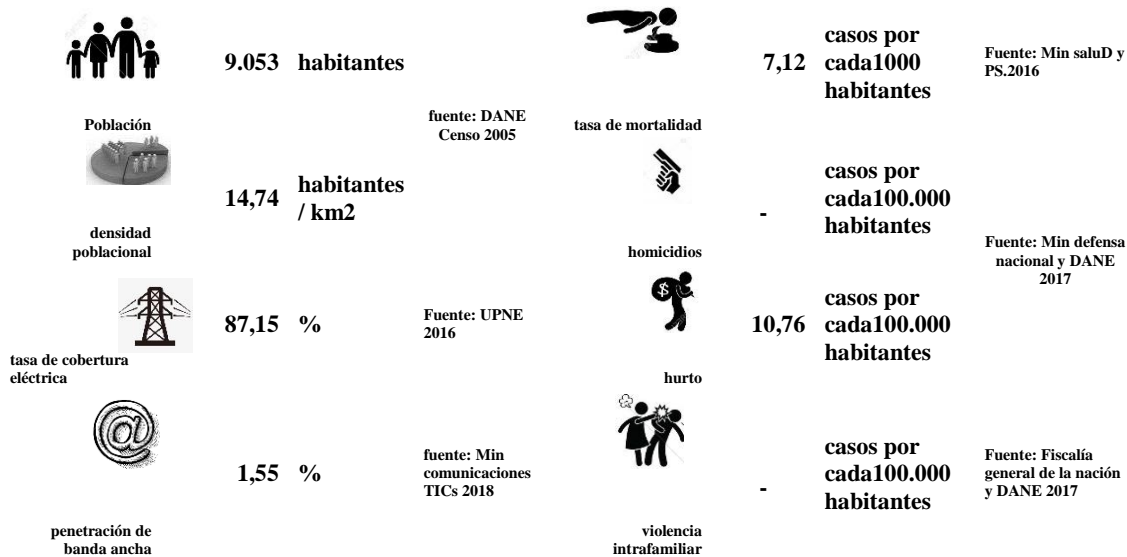 9.053 habitantes
Población
fuente: DANE
Censo 2005
14,74 habitantes
/ km2
densidad
poblacional
87,15 %
Fuente: UPNE
2016
tasa de cobertura
eléctrica
1,55 %
fuente: Min
comunicaciones
TICs 2018
penetración de
banda ancha
7,12 casos por
cada1000
habitantes
Fuente: Min saluD y
PS.2016
tasa de mortalidad
- casos por
cada100.000
habitantes
homicidios
Fuente: Min defensa
nacional y DANE
2017
$
10,76 casos por
cada100.000
habitantes
hurto
- casos por
cada100.000
habitantes
Fuente: Fiscalía
general de la nación
y DANE 2017
violencia
intrafamiliar